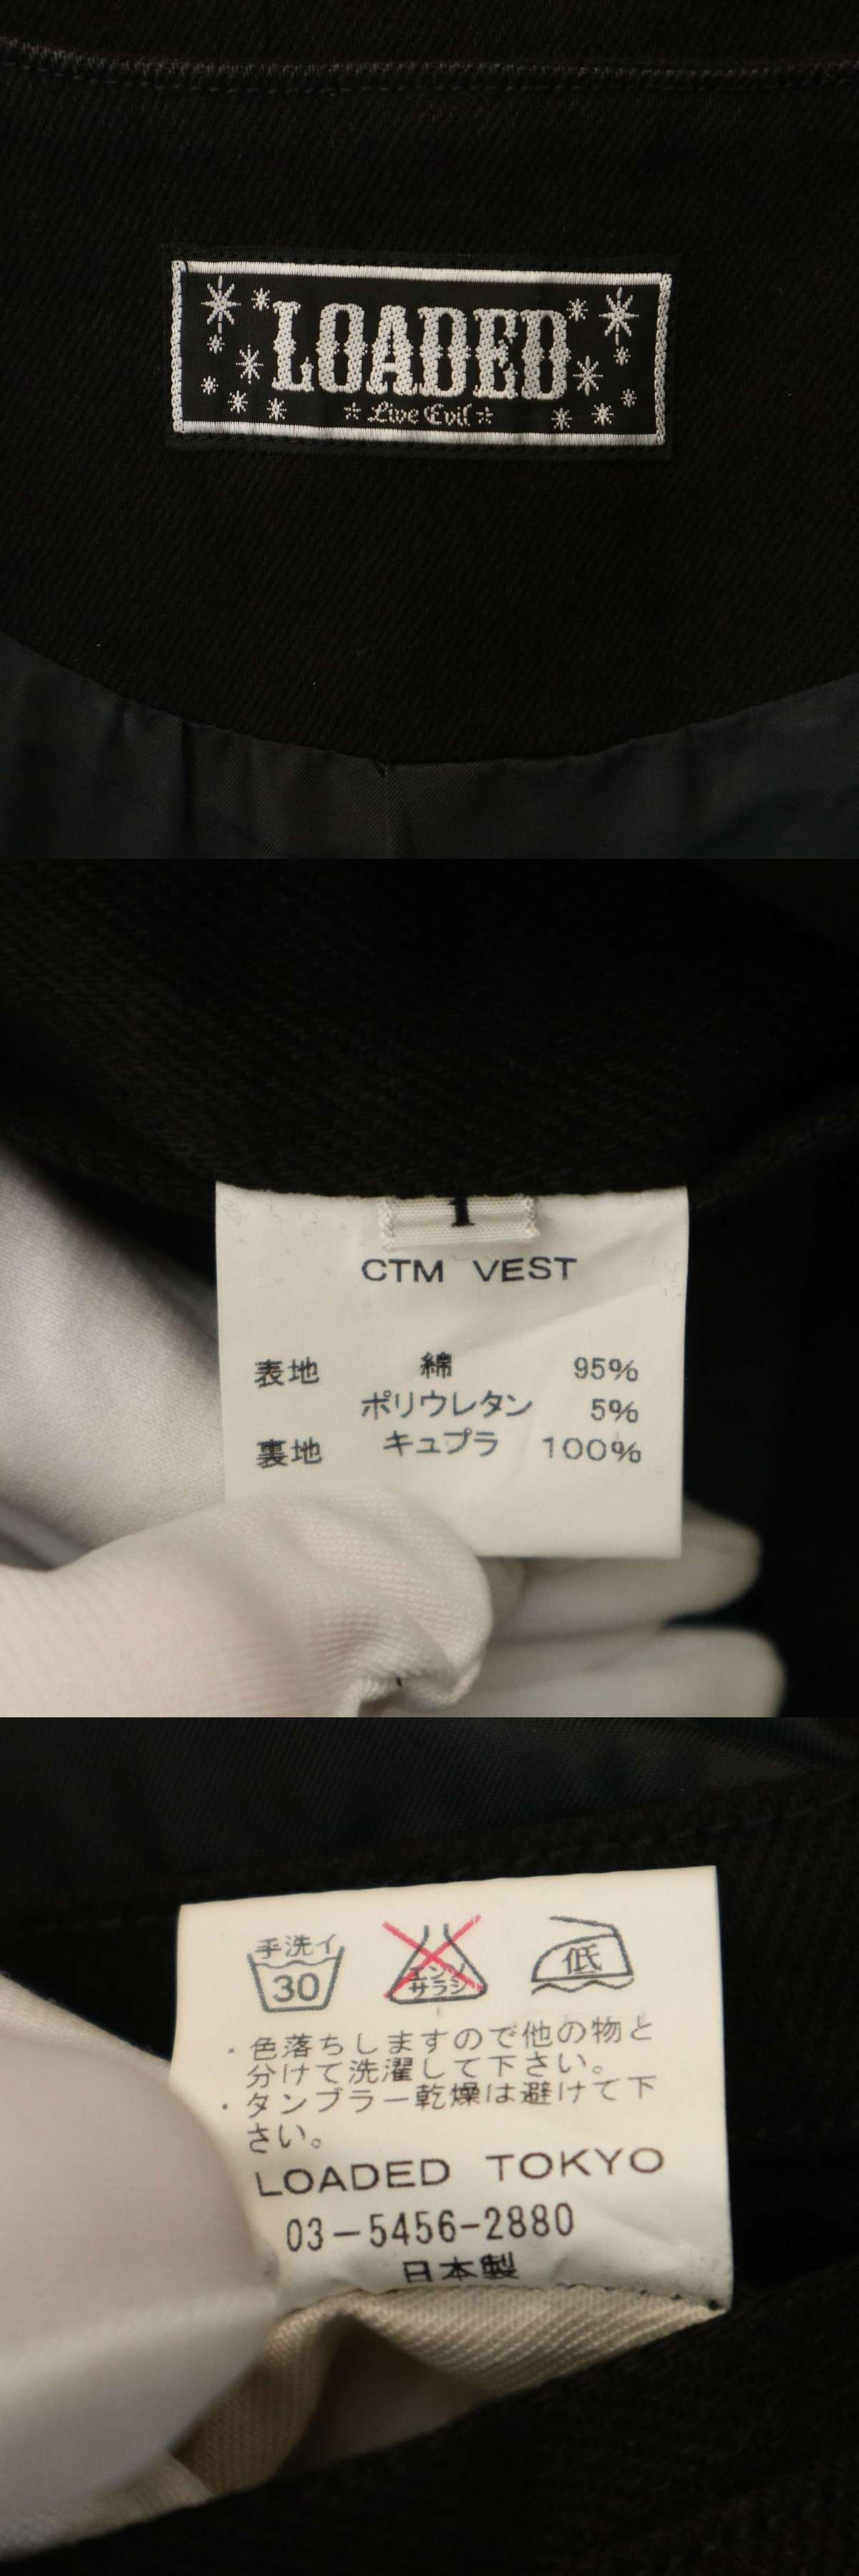 LOADED
Live Evil
1
CTM VEST
表地 綿 95%
ポリウレタン 5%
裏地 キュプラ 100%
手洗イ
30
エンソ
サラシ
低
・色落ちしますので他の物と
分けて洗濯して下さい。
・タンブラー乾燥は避けて下
さい。
LOADED TOKYO
03-5456-2880
日本製